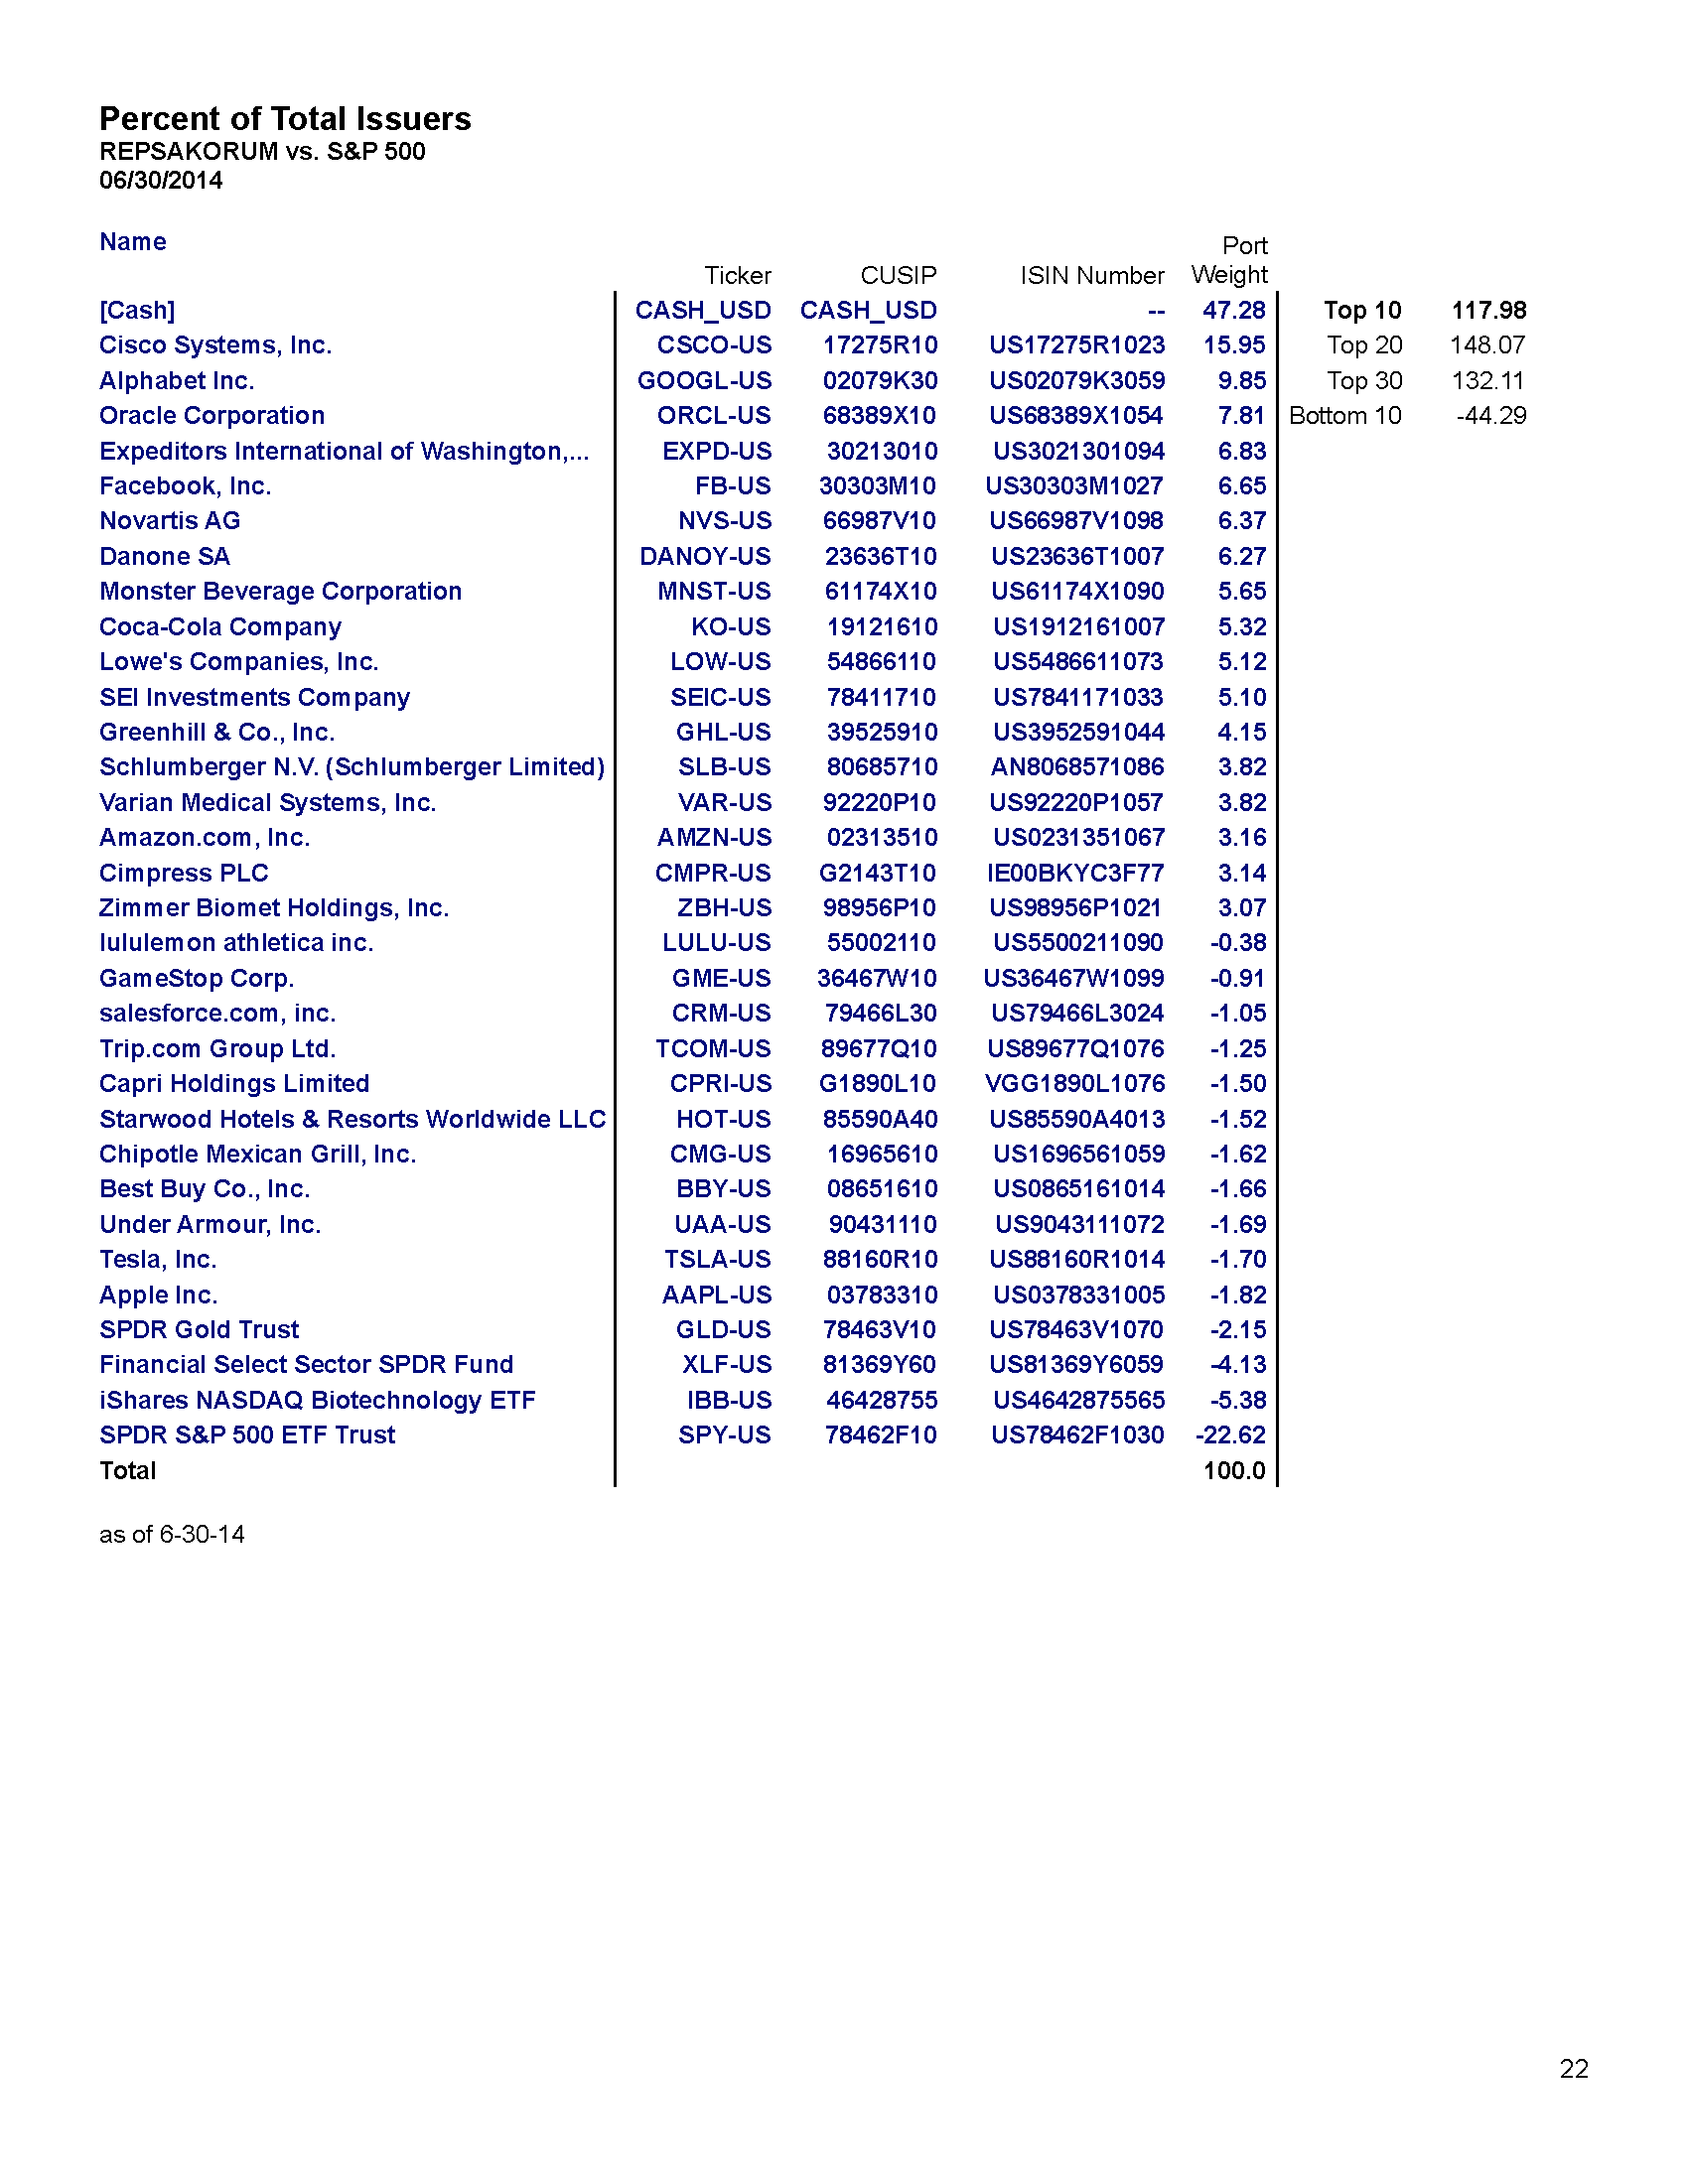 Percent of Total Issuers
REPSAKORUM vs. S&P 500
06/30/2014
Name Ticker CUSIP ISIN Number Port Weight
[Cash] CASH_USD CASH_USD -- 47.28 Top 10 117.98
Cisco Systems, Inc. CSCO-US 17275R10 US17275R1023 15.95 Top 20 148.07
Alphabet Inc. GOOGL-US 02079K30 US02079K3059 9.85 Top 30 132.11
Oracle Corporation ORCL-US 68389X10 US68389X1054 7.81 Bottom 10 -44.29
Expeditors International of Washington,... EXPD-US 30213010 US3021301094 6.83
Facebook, Inc. FB-US 30303M10 US30303M1027 6.65
Novartis AG NVS-US 66987V10 US66987V1098 6.37
Danone SA DANOY-US 23636T10 US23636T1007 6.27
Monster Beverage Corporation MNST-US 61174X10 US61174X1090 5.65
Coca-Cola Company KO-US 19121610 US1912161007 5.32
Lowe's Companies, Inc. LOW-US 54866110 US5486611073 5.12
SEI Investments Company SEIC-US 78411710 US7841171033 5.10
Greenhill & Co., Inc. GHL-US 39525910 US3952591044 4.15
Schlumberger N.V. (Schlumberger Limited) SLB-US 80685710 AN8068571086 3.82
Varian Medical Systems, Inc. VAR-US 92220P10 US92220P1057 3.82
Amazon.com, Inc. AMZN-US 02313510 US0231351067 3.16
Cimpress PLC CMPR-US G2143T10 IE00BKYC3F77 3.14
Zimmer Biomet Holdings, Inc. ZBH-US 98956P10 US98956P1021 3.07
lululemon athletica inc. LULU-US 55002110 US5500211090 -0.38
GameStop Corp. GME-US 36467W10 US36467W1099 -0.91
salesforce.com, inc. CRM-US 79466L30 US79466L3024 -1.05
Trip.com Group Ltd. TCOM-US 89677Q10 US89677Q1076 -1.25
Capri Holdings Limited CPRI-US G1890L10 VGG1890L1076 -1.50
Starwood Hotels & Resorts Worldwide LLC HOT-US 85590A40 US85590A4013 -1.52
Chipotle Mexican Grill, Inc. CMG-US 16965610 US1696561059 -1.62
Best Buy Co., Inc. BBY-US 08651610 US0865161014 -1.66
Under Armour, Inc. UAA-US 90431110 US9043111072 -1.69
Tesla, Inc. TSLA-US 88160R10 US88160R1014 -1.70
Apple Inc. AAPL-US 03783310 US0378331005 -1.82
SPDR Gold Trust GLD-US 78463V10 US78463V1070 -2.15
Financial Select Sector SPDR Fund XLF-US 81369Y60 US81369Y6059 -4.13
iShares NASDAQ Biotechnology ETF IBB-US 46428755 US4642875565 -5.38
SPDR S&P 500 ETF Trust SPY-US 78462F10 US78462F1030 -22.62
Total 100.0
as of 6-30-14
22